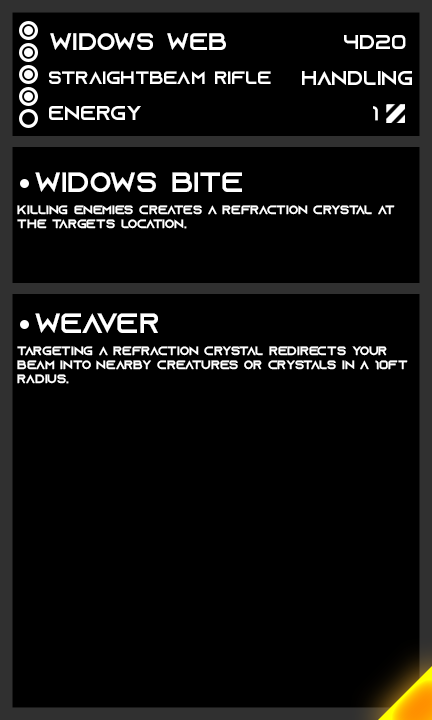 WIDOWS WEB 4D20
STRAIGHTBEAM RIFLE HANDLING
ENERGY 1
•WIDOWS BITE
KILLING ENEMIES CREATES A REFRACTION CRYSTAL AT
THE TARGETS LOCATION.
•WEAVER
TARGETING A REFRACTION CRYSTAL REDIRECTS YOUR
BEAM INTO NEARBY CREATURES OR CRYSTALS IN A 10FT
RADIUS.